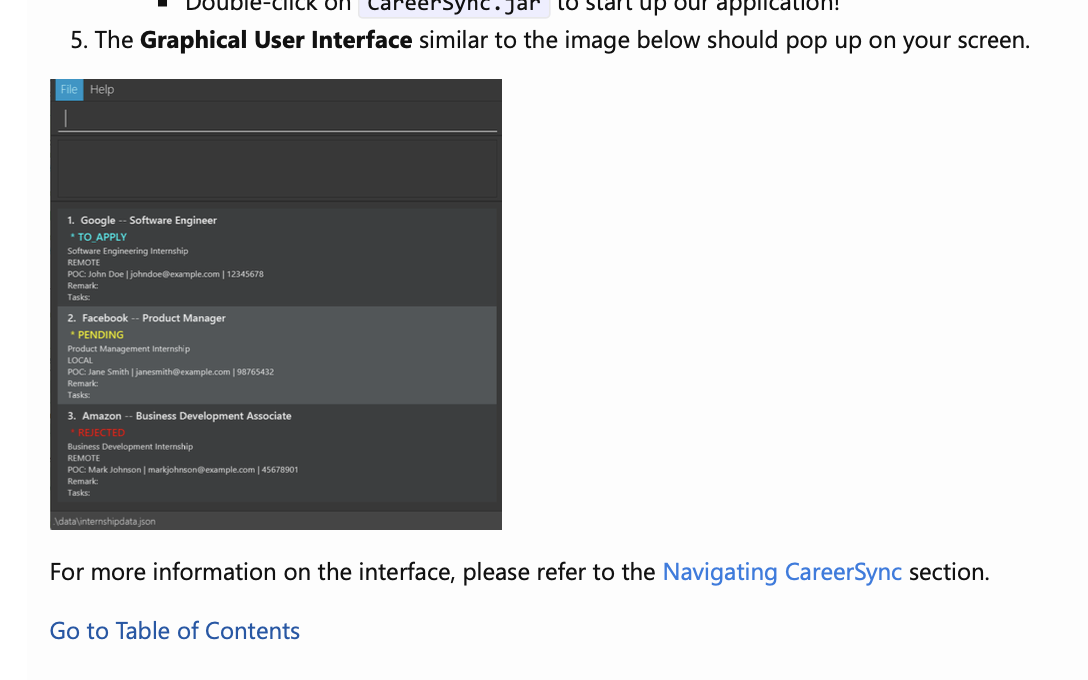 ▪ Double-click on CareerSync.jar to start up our application!
5. The Graphical User Interface similar to the image below should pop up on your screen.
File Help
1. Google -- Software Engineer
* TO_APPLY
Software Engineering Internship
REMOTE
POC: John Doe | johndoe@example.com | 12345678
Remark:
Tasks:
2. Facebook -- Product Manager
* PENDING
Product Management Internship
LOCAL
POC: Jane Smith | janesmith@example.com | 98765432
Remark:
Tasks:
3. Amazon -- Business Development Associate
* REJECTED
Business Development Internship
REMOTE
POC: Mark Johnson | markjohnson@example.com | 45678901
Remark:
Tasks:
.\data\internshipdata.json
For more information on the interface, please refer to the Navigating CareerSync section.
Go to Table of Contents